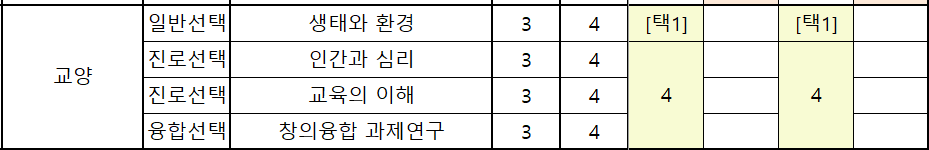 일반선택 생태와 환경 3 4 [택1] [택1]
진로선택 인간과 심리 3 4
교양
진로선택 교육의 이해 3 4 4 4
융합선택 창의융합 과제연구 3 4